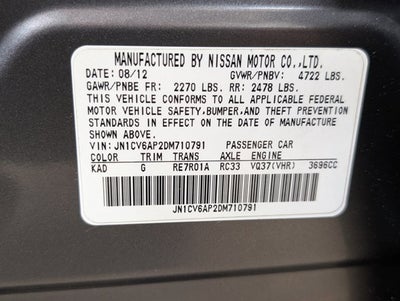 MANUFACTURED BY NISSAN MOTOR CO.,LTD.
DATE: 08/12 GVWR/PNBV: 4722 LBS.
GAWR/PNBE FR: 2270 LBS. RR: 2478 LBS.
THIS VEHICLE CONFORMS TO ALL APPLICABLE FEDERAL
MOTOR VEHICLE SAFETY,BUMPER,AND THEFT PREVENTION
STANDARDS IN EFFECT ON THE DATE OF MANUFACTURE
SHOWN ABOVE.
VIN: JN1CV6AP2DM710791 PASSENGER CAR
COLOR TRIM TRANS AXLE ENGINE
KAD G RE7R01A RC33 VQ37(VHR) 3696CC
JN1CV6AP2DM710791